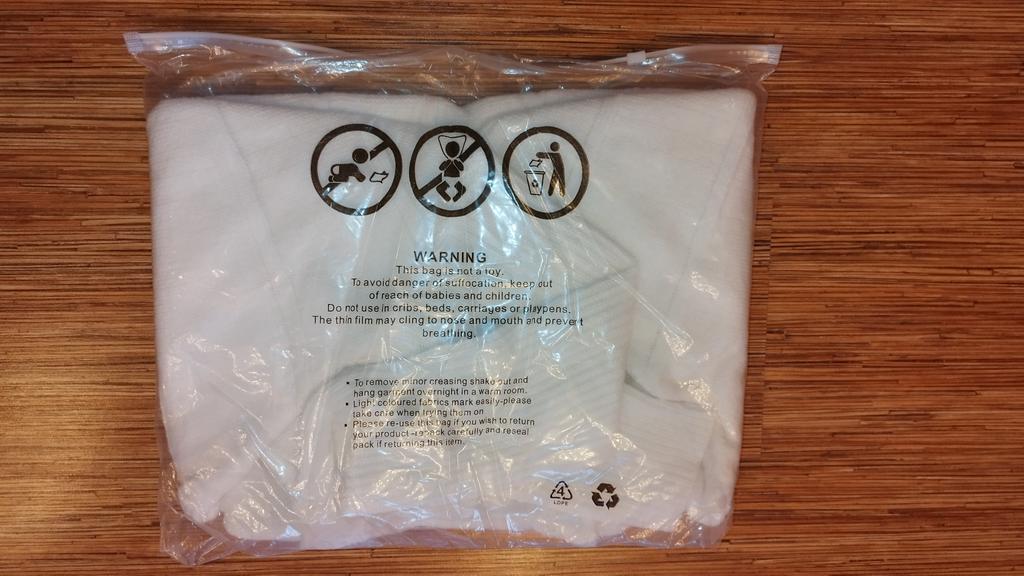 WARNING
This bag is not a toy.
To avoid danger of suffocation, keep out
of reach of babies and children.
Do not use in cribs, beds, carriages or playpens.
The thin film may cling to nose and mouth and prevent
breathing.
• To remove minor creasing shake out and
hang garment overnight in a warm room.
• Light coloured fabrics mark easily-please
take care when trying them on
• Please re-use this bag if you wish to return
your product -repack carefully and reseal
pack if returning this item.
4
LDPE